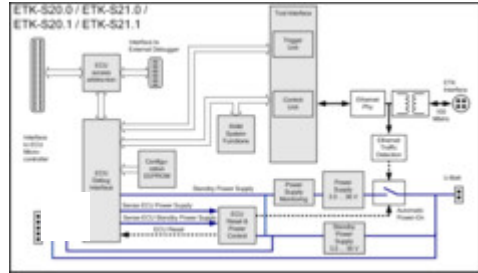 ETK-S20.0 / ETK-S21.0 /
ETK-S20.1 / ETK-S21.1
Interface to
External Debugger
ECU
access
arbitration
Tool Interface
Trigger
Unit
Control
Unit
Ethernet
Phy
ETK
Interface
100
Mbit/s
Ethernet
Traffic
Detection
Interface
to ECU
Micro-
controller
ECU
Debug
Interface
System
Functions
EEPROM
Standby Power Supply
Power
Supply
Monitoring
Power
Supply
U-Batt
Automatic
Power-On
Sense ECU Power Supply
Sense ECU Standby Power Supply
ECU Reset
ECU
Reset &
Power
Control
Standby
Power
Supply